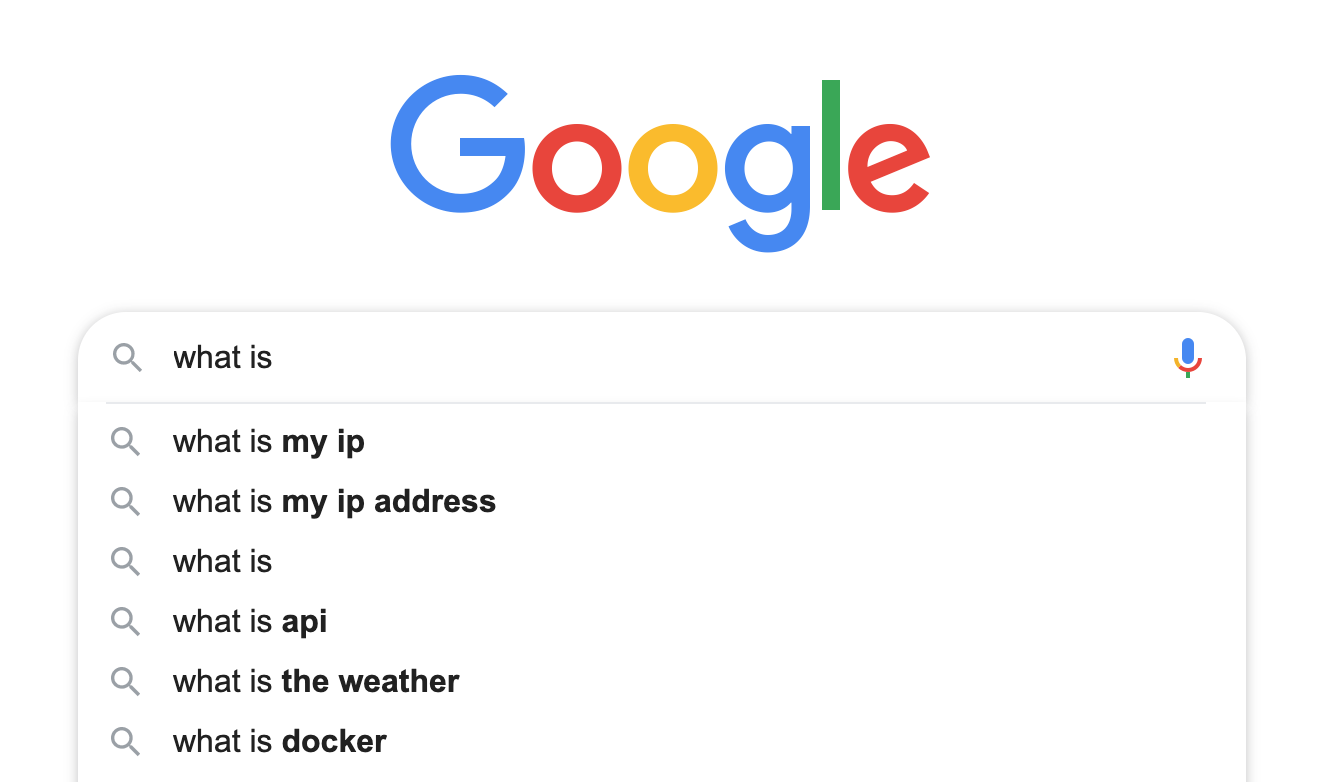 Google
what is
what is my ip
what is my ip address
what is
what is api
what is the weather
what is docker